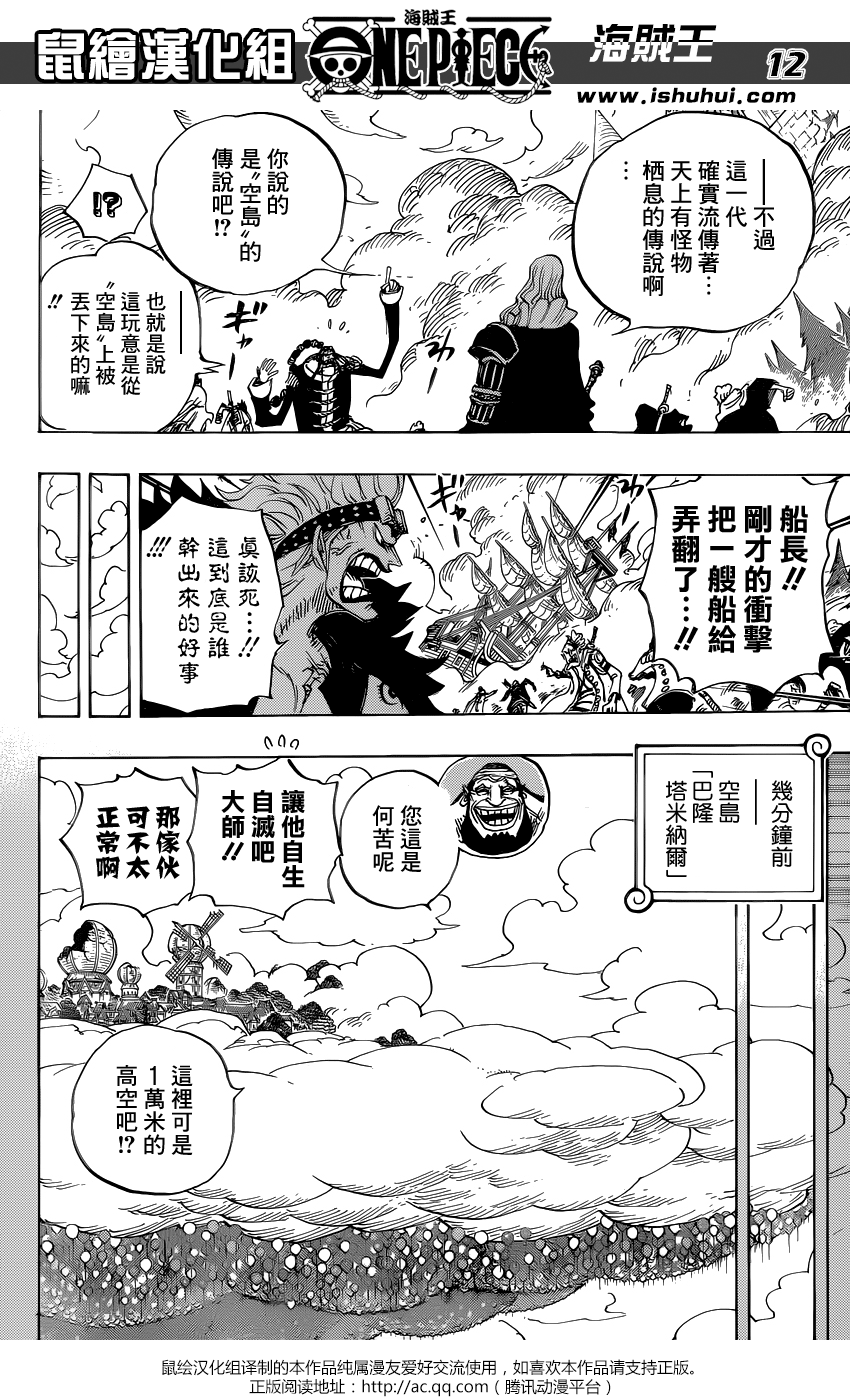 鼠繪漢化組
海賊王
ONE PIECE
海賊王
12
www.ishuhui.com
──不過
這一代
確實流傳著…
天上有怪物
栖息的傳說啊
…
你說的
是〝空島〞的
傳說吧!?
!?
──
也就是說
這玩意是從
〝空島〞上被
丟下來的嘛
!!
ギュ
ギュ
船長!!
剛才的衝擊
把一艘船給
弄翻了…!!
真該死…!!
這到底是誰
幹出來的好事
!!!
──
幾分鐘前
空島
「巴隆
塔米納爾」
您這是
何苦呢
讓他自生
自滅吧
大師!!
那傢伙
可不太
正常啊
這裡可是
1萬米的
高空吧!?
鼠绘汉化组译制的本作品纯属漫友爱好交流使用，如喜欢本作品请支持正版。
正版阅读地址：http://ac.qq.com（腾讯动漫平台）